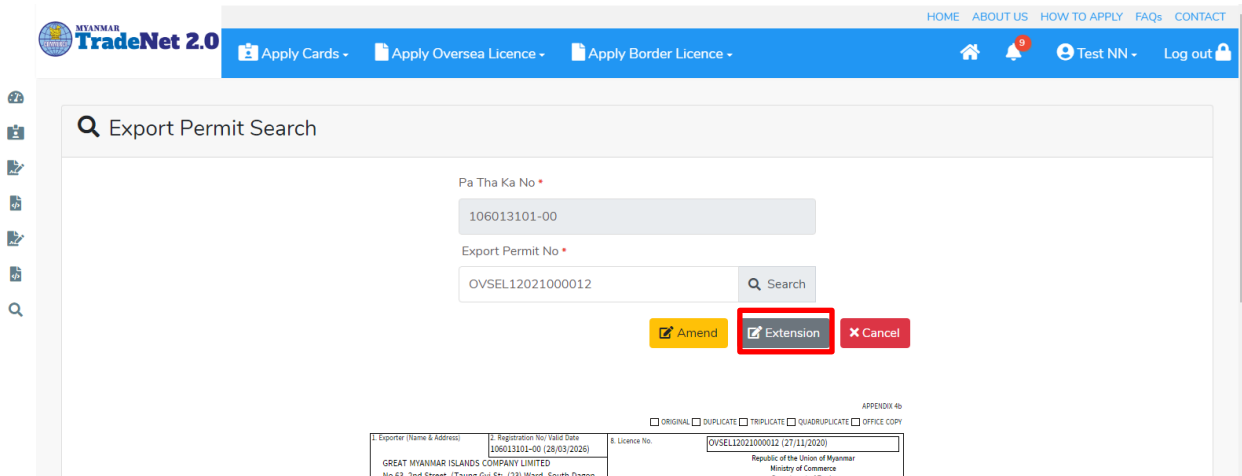 HOME ABOUT US HOW TO APPLY FAQs CONTACT
MYANMAR
TradeNet 2.0
Apply Cards
Apply Oversea Licence
Apply Border Licence
9
Test NN
Log out
Export Permit Search
Pa Tha Ka No *
106013101-00
Export Permit No *
OVSEL12021000012
Search
Amend
Extension
Cancel
APPENDIX 4b
ORIGINAL DUPLICATE TRIPLICATE QUADRUPLICATE OFFICE COPY
1. Exporter (Name & Address)
2. Registration No/ Valid Date
106013101-00 (28/03/2026)
8. Licence No.
OVSEL12021000012 (27/11/2020)
GREAT MYANMAR ISLANDS COMPANY LIMITED
Republic of the Union of Myanmar
Ministry of Commerce